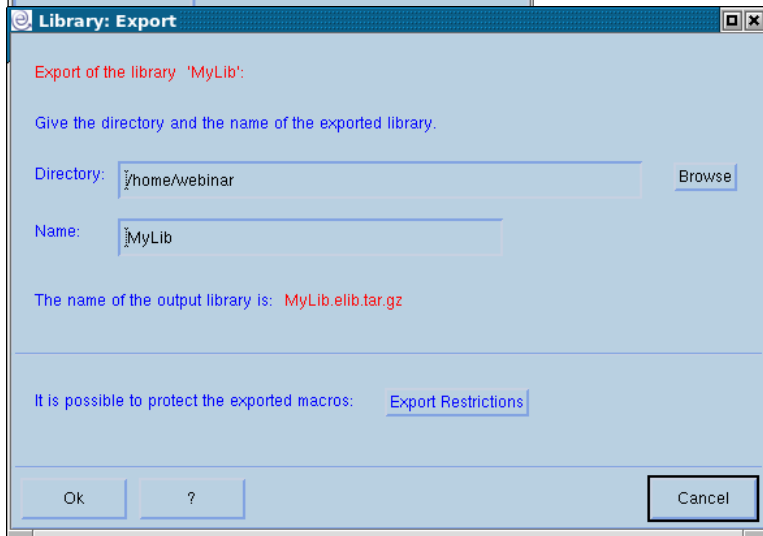 Library: Export
Export of the library 'MyLib':
Give the directory and the name of the exported library.
Directory: /home/webinar Browse
Name: MyLib
The name of the output library is: MyLib.elib.tar.gz
It is possible to protect the exported macros: Export Restrictions
Ok ? Cancel